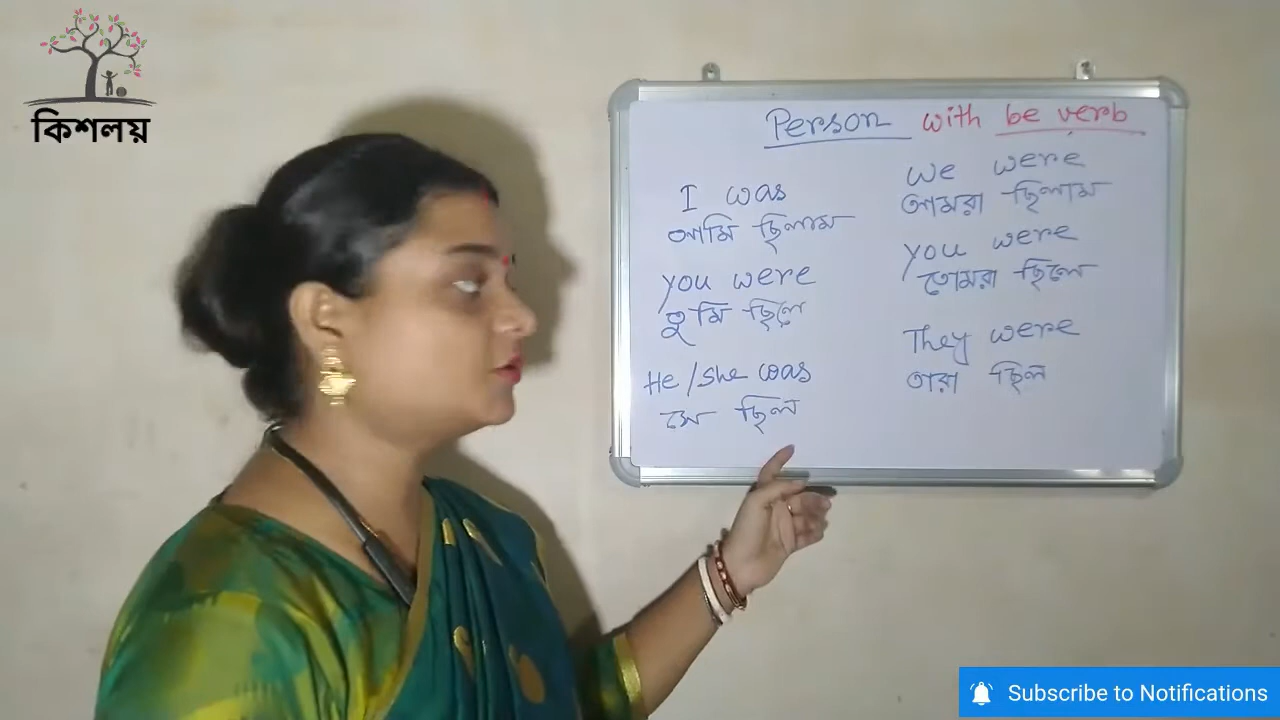 কিশলয়
Person with be verb
I was
আমি ছিলাম
you were
তুমি ছিলে
He/she was
সে ছিল
We were
আমরা ছিলাম
you were
তোমরা ছিলে
They were
তারা ছিল
Subscribe to Notifications